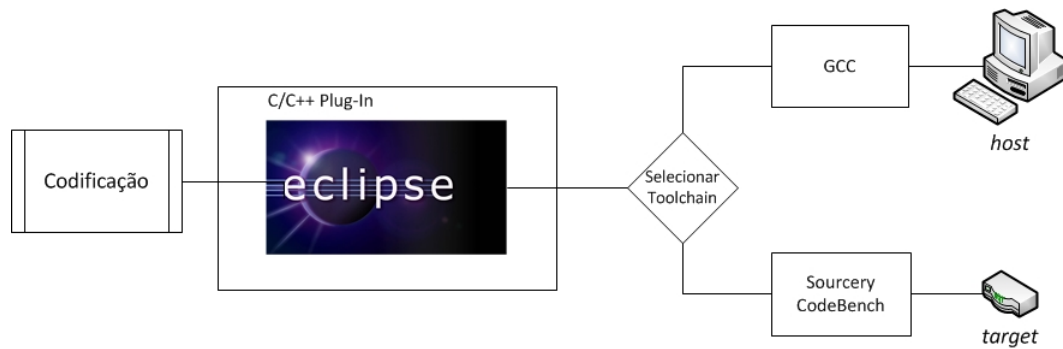 Codificação
C/C++ Plug-In
eclipse
Selecionar
Toolchain
GCC
host
Sourcery
CodeBench
target